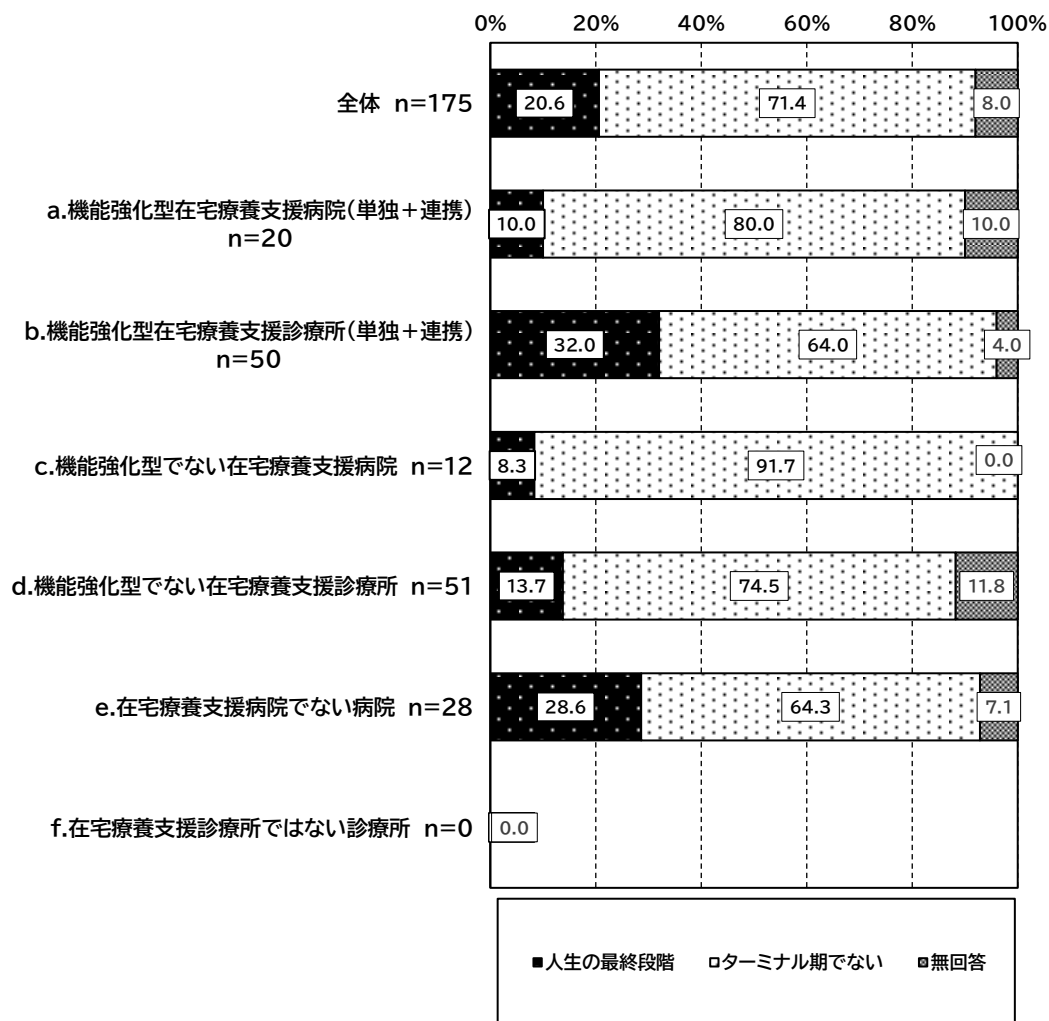 0% 20% 40% 60% 80% 100%
全体 n=175
20.6 71.4 8.0
a.機能強化型在宅療養支援病院(単独+連携)
n=20
10.0 80.0 10.0
b.機能強化型在宅療養支援診療所(単独+連携)
n=50
32.0 64.0 4.0
c.機能強化型でない在宅療養支援病院 n=12
8.3 91.7 0.0
d.機能強化型でない在宅療養支援診療所 n=51
13.7 74.5 11.8
e.在宅療養支援病院でない病院 n=28
28.6 64.3 7.1
f.在宅療養支援診療所ではない診療所 n=0
0.0
人生の最終段階 ターミナル期でない 無回答